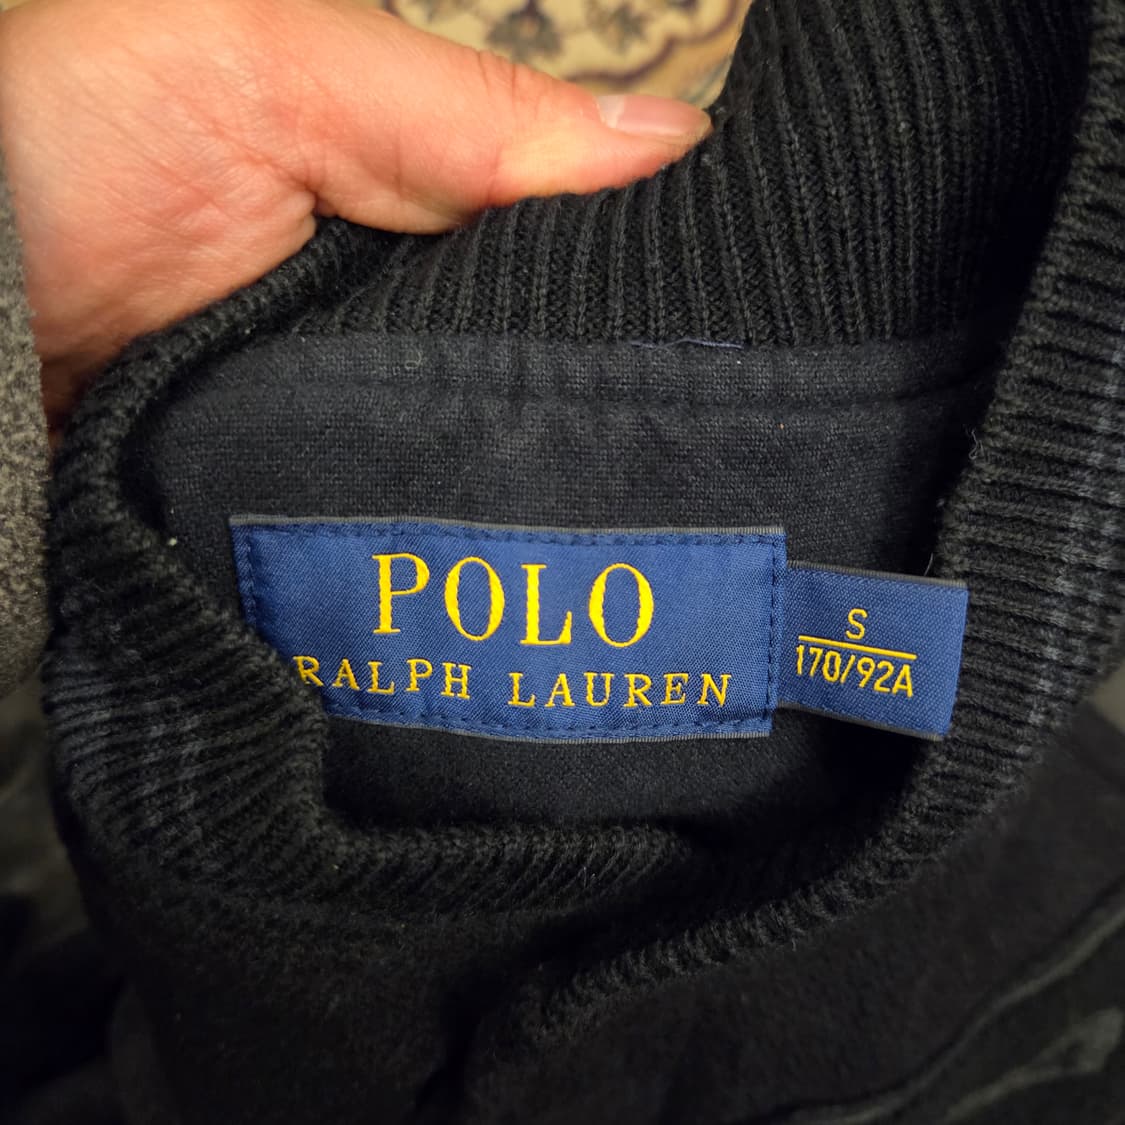 POLO
RALPH LAUREN
S
170/92A